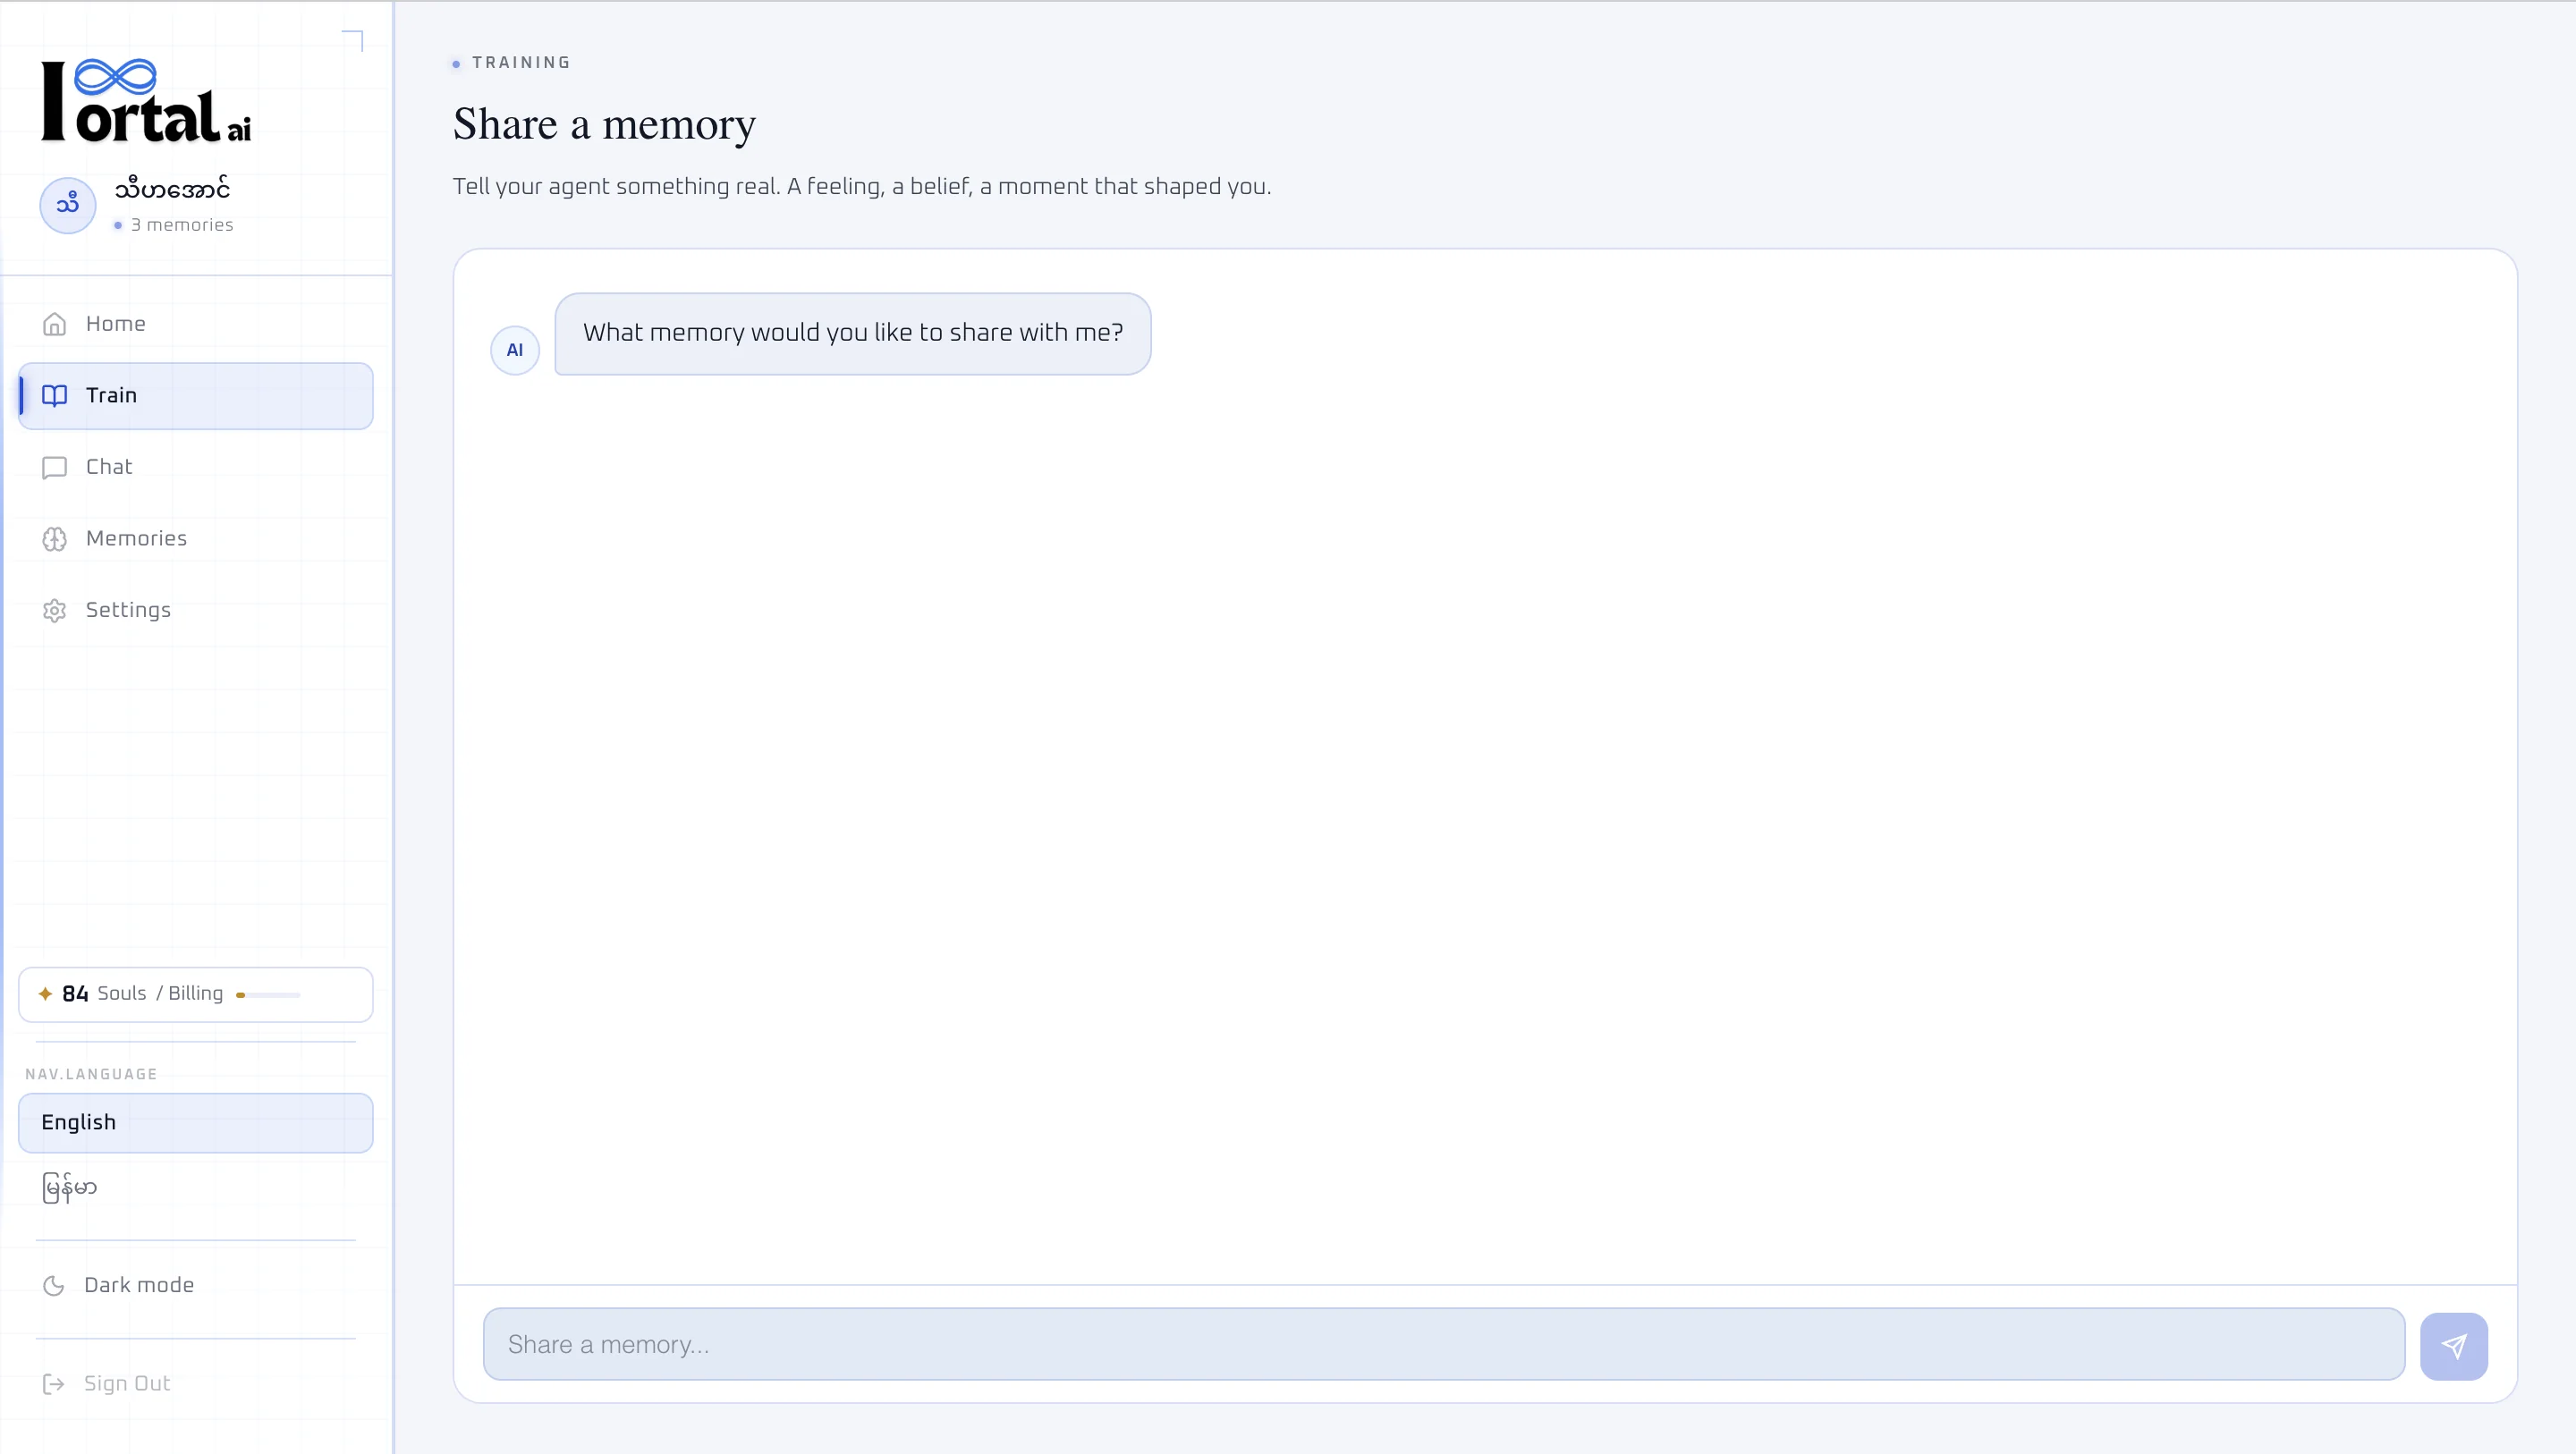 Iortal ai
သီ
သီဟအောင်
3 memories
Home
Train
Chat
Memories
Settings
84 Souls / Billing
NAV.LANGUAGE
English
မြန်မာ
Dark mode
Sign Out
TRAINING
Share a memory
Tell your agent something real. A feeling, a belief, a moment that shaped you.
AI
What memory would you like to share with me?
Share a memory...